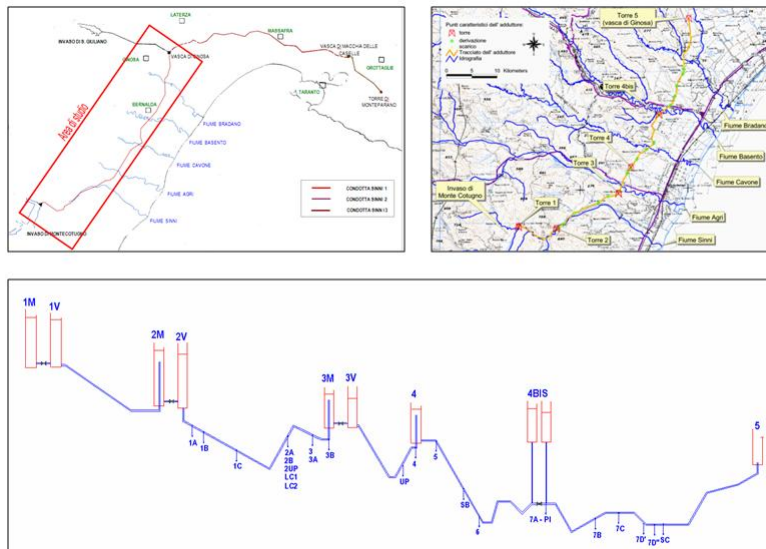 LATERZA
INVASO DI S. GIULIANO
MASSAFRA
VASCA DI MACCHIA DELLE
CASELLE
GINOSA
VASCA DI GINOSA
GROTTAGLIE
TARANTO
TORRE DI
MONTEPARANO
BERNALDA
Area di studio
FIUME BRADANO
FIUME BASENTO
FIUME CAVONE
FIUME AGRI
FIUME SINNI
INVASO DI MONTECOTUGNO
CONDOTTA SINNI 1
CONDOTTA SINNI 2
Punti caratteristici dell' adduttore
torre
derivazione
scarico
Tracciato dell' adduttore
Idrografia
0 5 10 Kilometers
Torre 5
(vasca di Ginosa)
Torre 4bis
Fiume Bradano
Torre 4
Fiume Basento
Torre 3
Fiume Cavone
Invaso di
Monte Cotugno
Torre 1
Fiume Agri
Torre 2
Fiume Sinni
1M 1V
2M 2V
3M 3V
4
4BIS
5
1A
1B
1C
2A
2B
2UP
LC1
LC2
3
3A
3B
UP
4
5
SB
6
7A - PI
7B
7C
7D'
7D"
SC